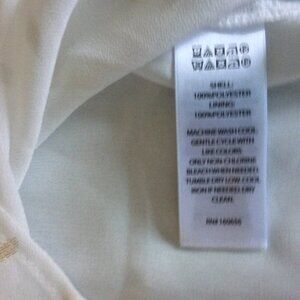 SHELL:
100%POLYESTER
LINING:
100%POLYESTER
MACHINE WASH COOL
GENTLE CYCLE WITH
LIKE COLORS
ONLY NON-CHLORINE
BLEACH WHEN NEEDED
TUMBLE DRY LOW. COOL
IRON IF NEEDED. DRY
CLEAN.
RN#160656